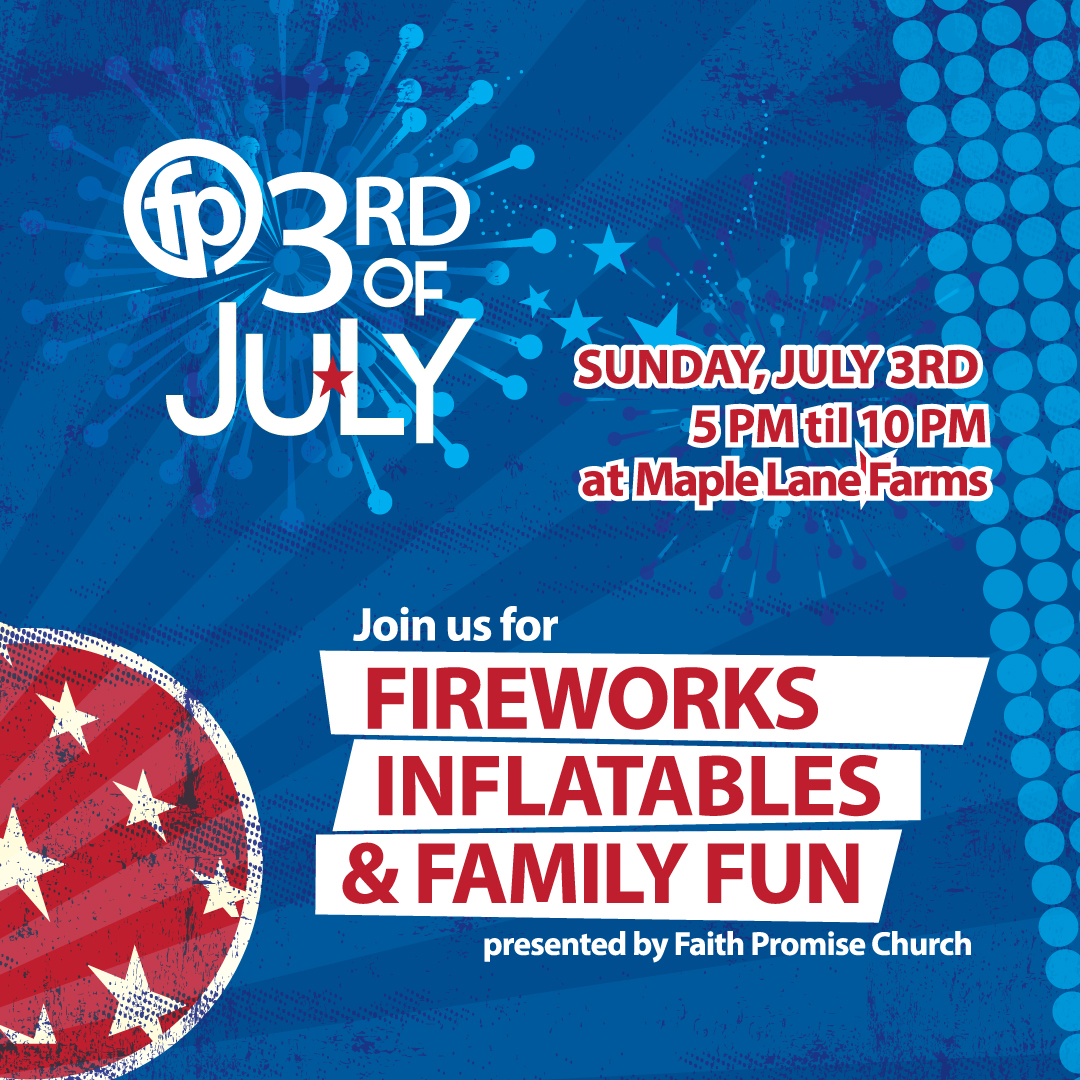 fp 3RD
OF
JULY
SUNDAY, JULY 3RD
5 PM til 10 PM
at Maple Lane Farms
Join us for
FIREWORKS
INFLATABLES
& FAMILY FUN
presented by Faith Promise Church